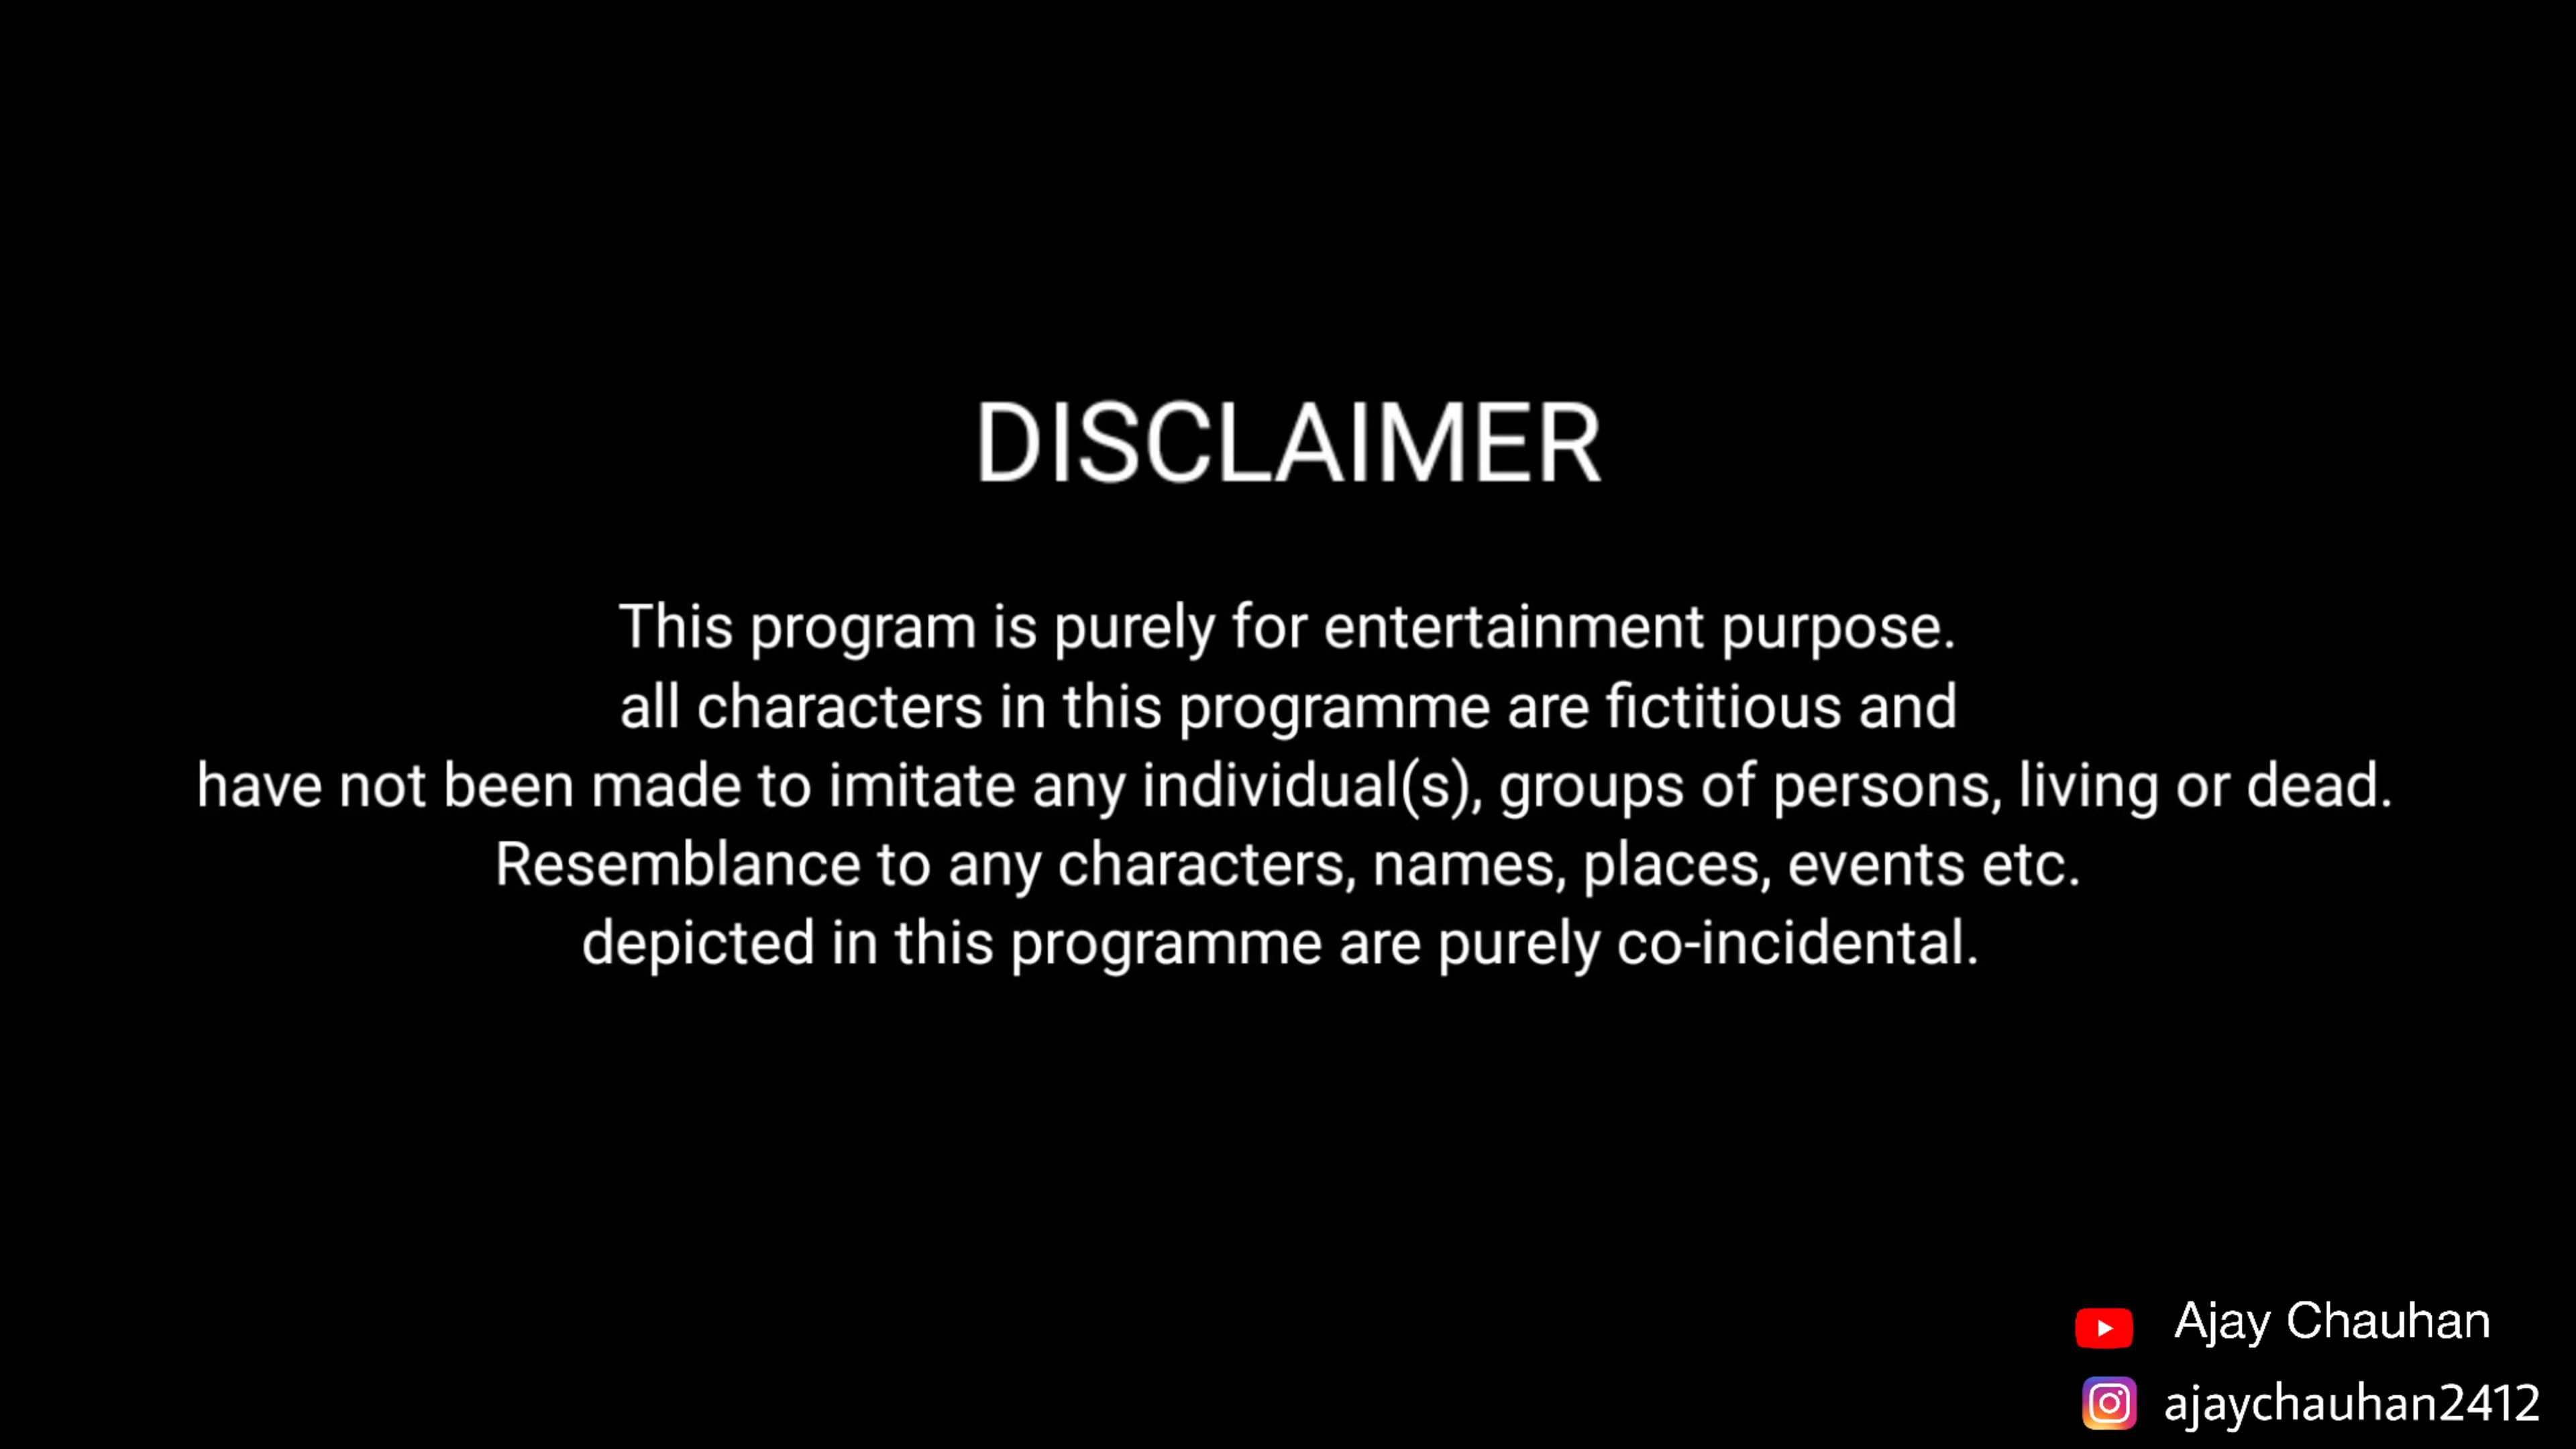 DISCLAIMER
This program is purely for entertainment purpose.
all characters in this programme are fictitious and
have not been made to imitate any individual(s), groups of persons, living or dead.
Resemblance to any characters, names, places, events etc.
depicted in this programme are purely co-incidental.
Ajay Chauhan
ajaychauhan2412